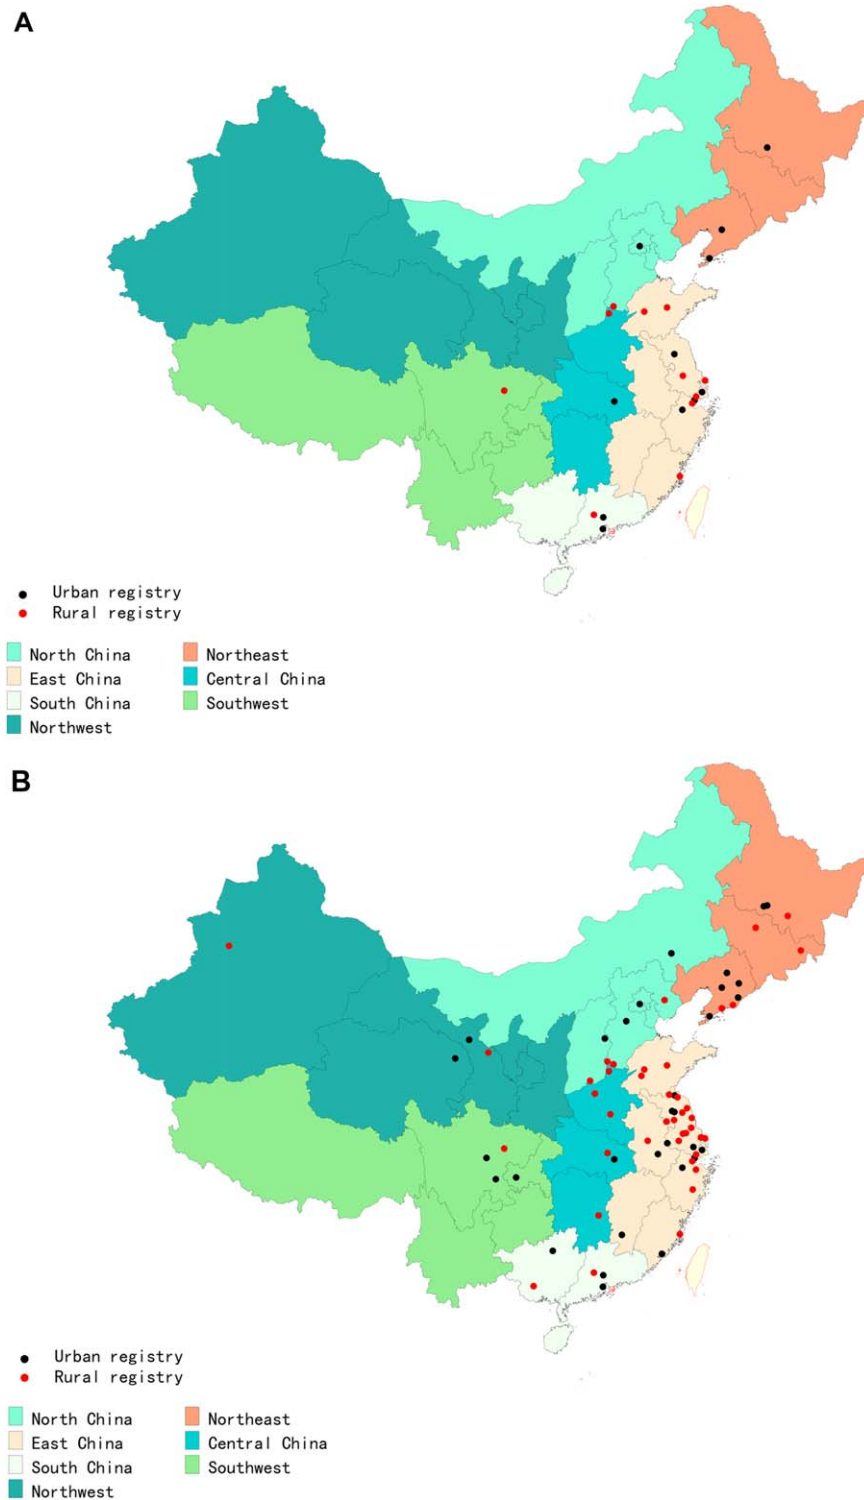 A
Urban registry
Rural registry
North China
Northeast
East China
Central China
South China
Southwest
Northwest
B
Urban registry
Rural registry
North China
Northeast
East China
Central China
South China
Southwest
Northwest